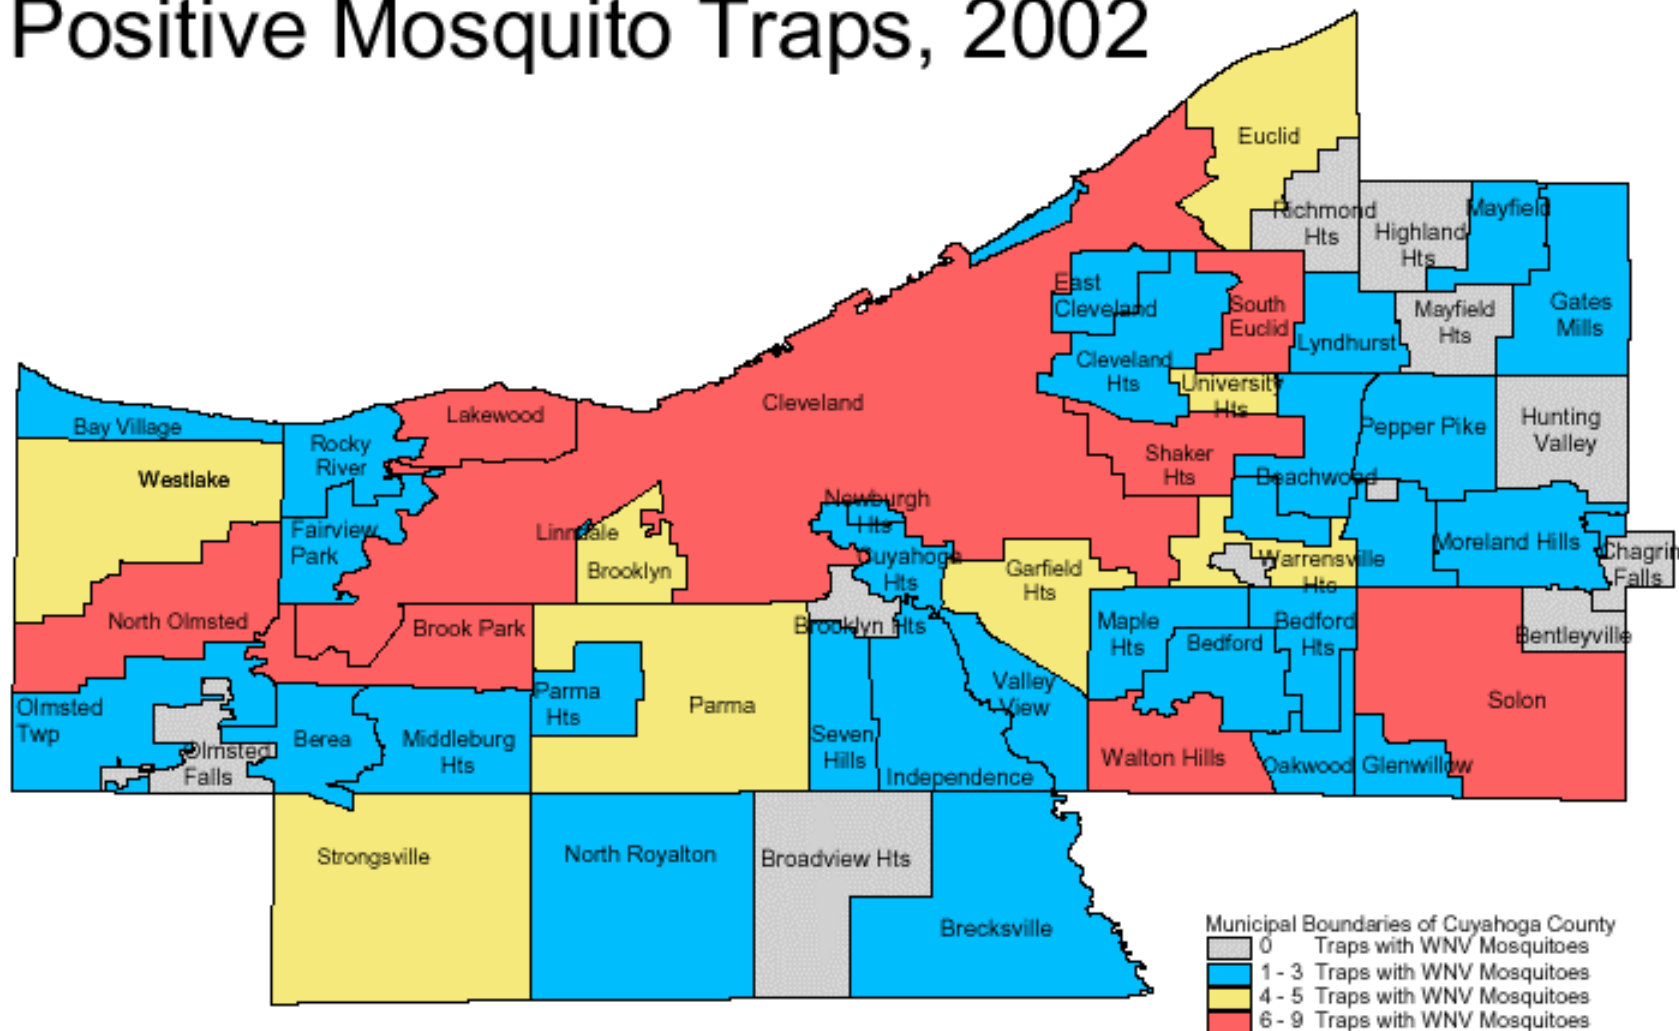 Positive Mosquito Traps, 2002
Euclid
Richmond
Hts
Highland
Hts
Mayfield
East
Cleveland
South
Euclid
Lyndhurst
Mayfield
Hts
Gates
Mills
Cleveland
Hts
University
Hts
Cleveland
Lakewood
Bay Village
Rocky
River
Westlake
Pepper Pike
Hunting
Valley
Shaker
Hts
Beachwood
Newburgh
Hts
Fairview
Park
Linndale
Brooklyn
Cuyahoga
Hts
Garfield
Hts
Warrensville
Hts
Moreland Hills
Chagrin
Falls
North Olmsted
Brook Park
Brooklyn Hts
Maple
Hts
Bedford
Bedford
Hts
Bentleyville
Olmsted
Twp
Parma
Hts
Parma
Valley
View
Solon
Olmsted
Falls
Berea
Middleburg
Hts
Seven
Hills
Independence
Walton Hills
Oakwood
Glenwillow
Strongsville
North Royalton
Broadview Hts
Brecksville
Municipal Boundaries of Cuyahoga County
0 Traps with WNV Mosquitoes
1 - 3 Traps with WNV Mosquitoes
4 - 5 Traps with WNV Mosquitoes
6 - 9 Traps with WNV Mosquitoes